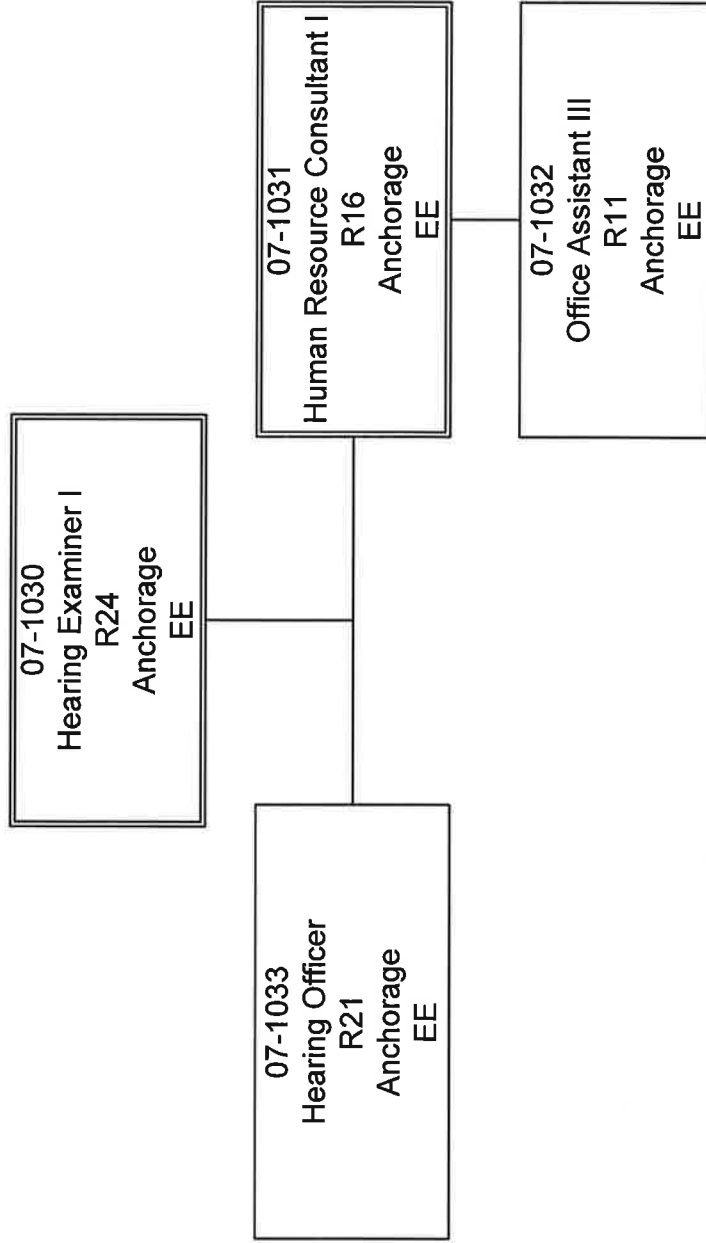 07-1030
Hearing Examiner I
R24
Anchorage
EE
07-1033
Hearing Officer
R21
Anchorage
EE
07-1031
Human Resource Consultant I
R16
Anchorage
EE
07-1032
Office Assistant III
R11
Anchorage
EE